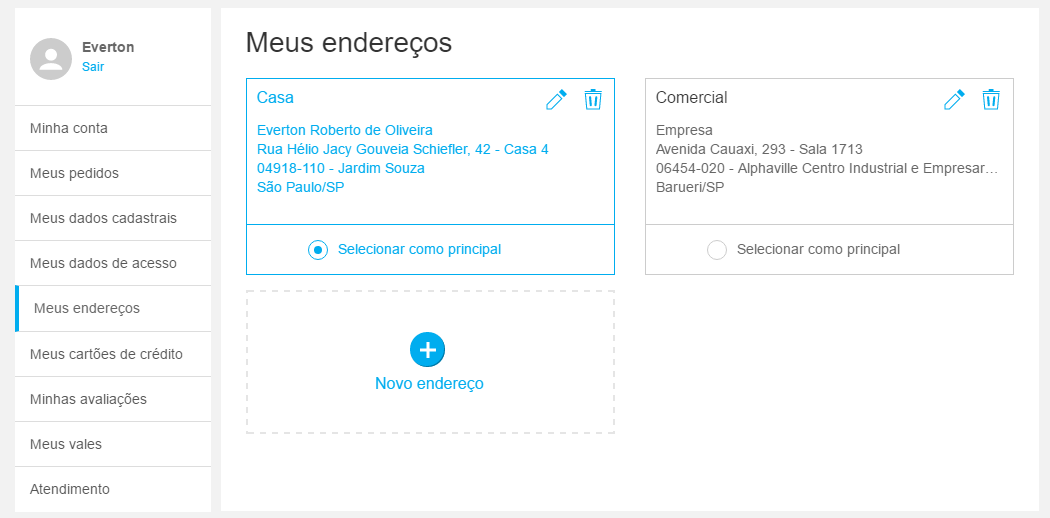 Everton
Sair
Minha conta
Meus pedidos
Meus dados cadastrais
Meus dados de acesso
Meus endereços
Meus cartões de crédito
Minhas avaliações
Meus vales
Atendimento
Meus endereços
Casa
Everton Roberto de Oliveira
Rua Hélio Jacy Gouveia Schiefler, 42 - Casa 4
04918-110 - Jardim Souza
São Paulo/SP
Selecionar como principal
Comercial
Empresa
Avenida Cauaxi, 293 - Sala 1713
06454-020 - Alphaville Centro Industrial e Empresar...
Barueri/SP
Selecionar como principal
Novo endereço